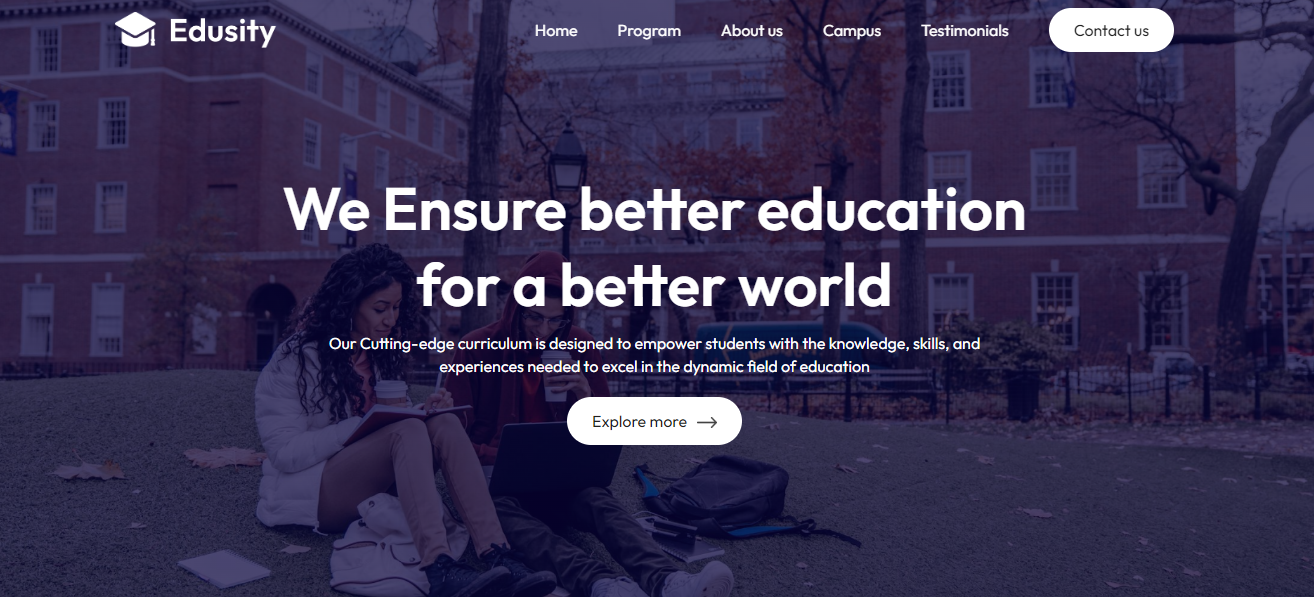 Edusity
Home
Program
About us
Campus
Testimonials
Contact us
We Ensure better education
for a better world
Our Cutting-edge curriculum is designed to empower students with the knowledge, skills, and
experiences needed to excel in the dynamic field of education
Explore more